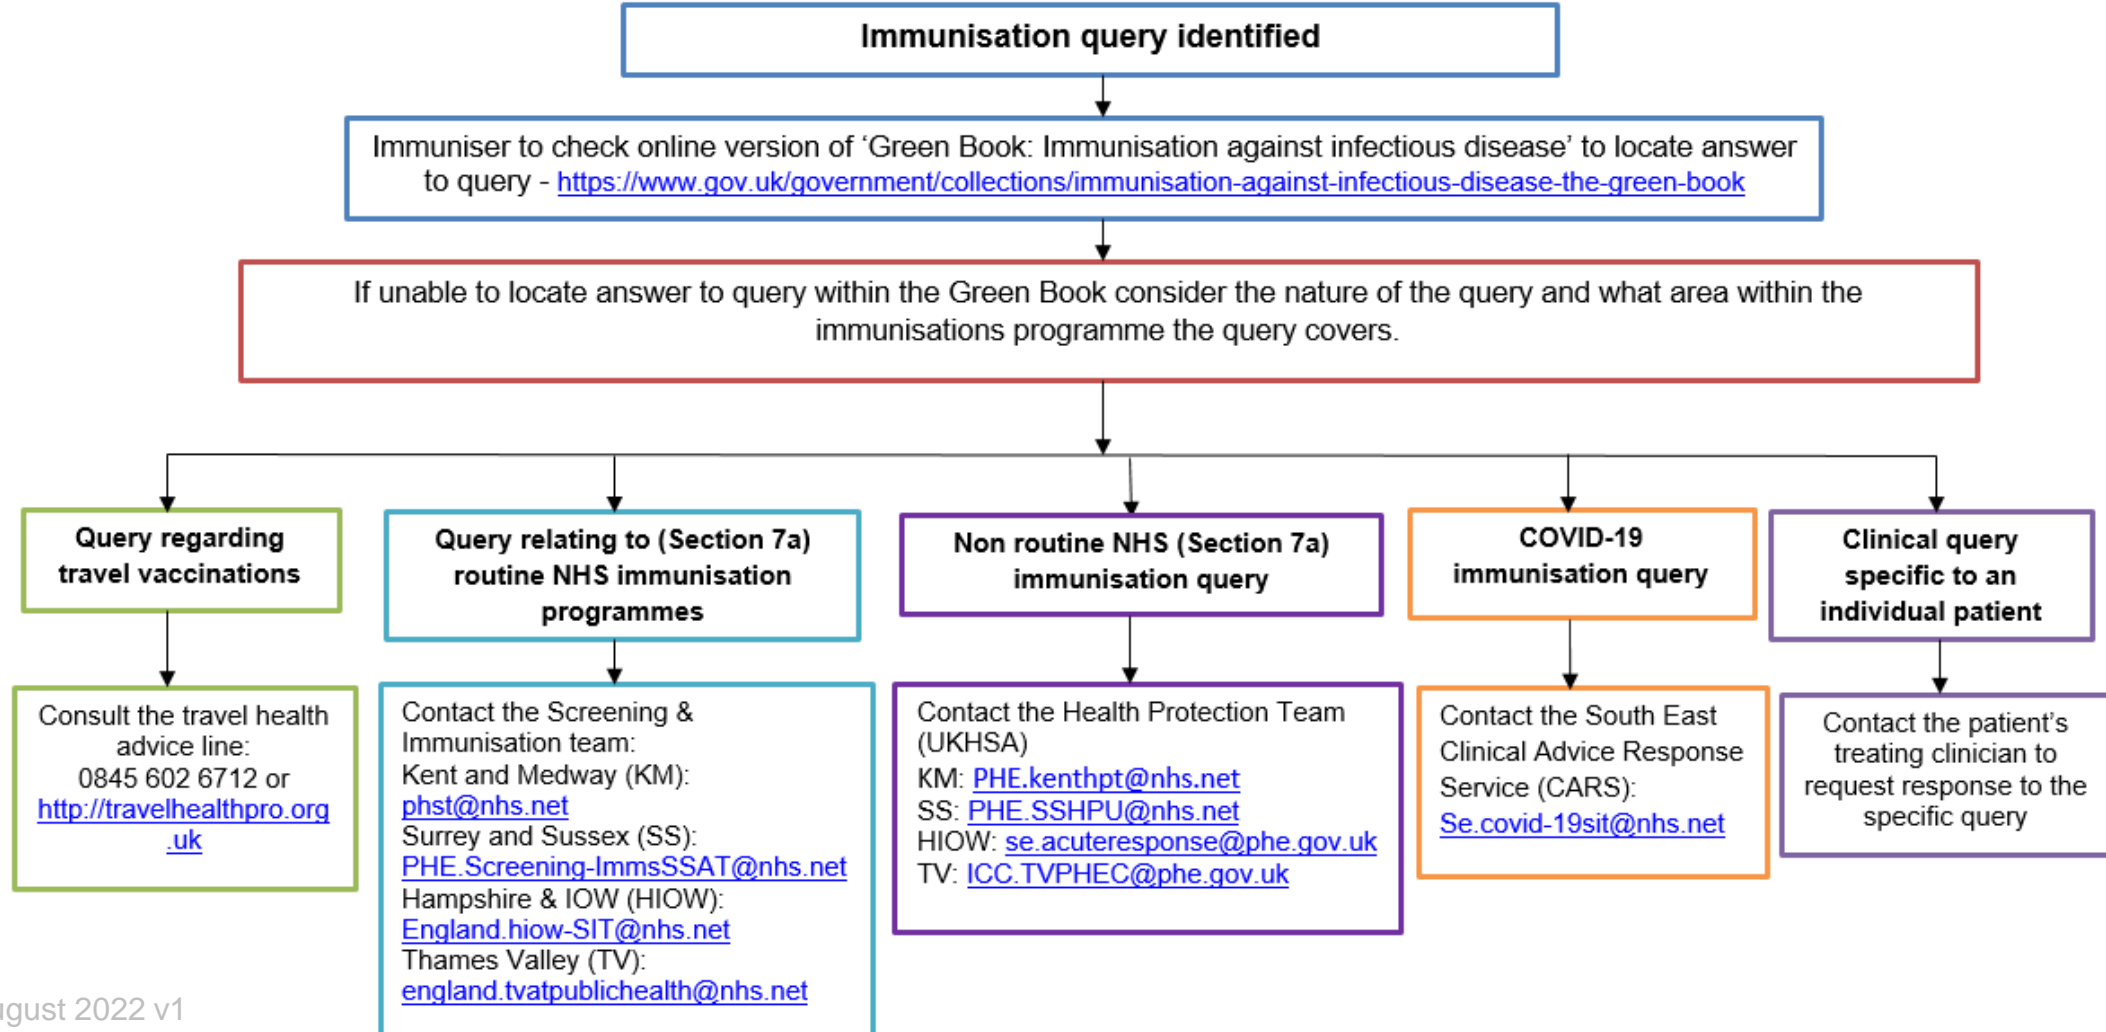 Immunisation query identified
Immuniser to check online version of ‘Green Book: Immunisation against infectious disease’ to locate answer
to query - https://www.gov.uk/government/collections/immunisation-against-infectious-disease-the-green-book
If unable to locate answer to query within the Green Book consider the nature of the query and what area within the
immunisations programme the query covers.
Query regarding
travel vaccinations
Query relating to (Section 7a)
routine NHS immunisation
programmes
Non routine NHS (Section 7a)
immunisation query
COVID-19
immunisation query
Clinical query
specific to an
individual patient
Consult the travel health
advice line:
0845 602 6712 or
http://travelhealthpro.org
.uk
Contact the Screening &
Immunisation team:
Kent and Medway (KM):
phst@nhs.net
Surrey and Sussex (SS):
PHE.Screening-ImmsSSAT@nhs.net
Hampshire & IOW (HIOW):
England.hiow-SIT@nhs.net
Thames Valley (TV):
england.tvatpublichealth@nhs.net
Contact the Health Protection Team
(UKHSA)
KM: PHE.kenthpt@nhs.net
SS: PHE.SSHPU@nhs.net
HIOW: se.acuteresponse@phe.gov.uk
TV: ICC.TVPHEC@phe.gov.uk
Contact the South East
Clinical Advice Response
Service (CARS):
Se.covid-19sit@nhs.net
Contact the patient’s
treating clinician to
request response to the
specific query
ugust 2022 v1